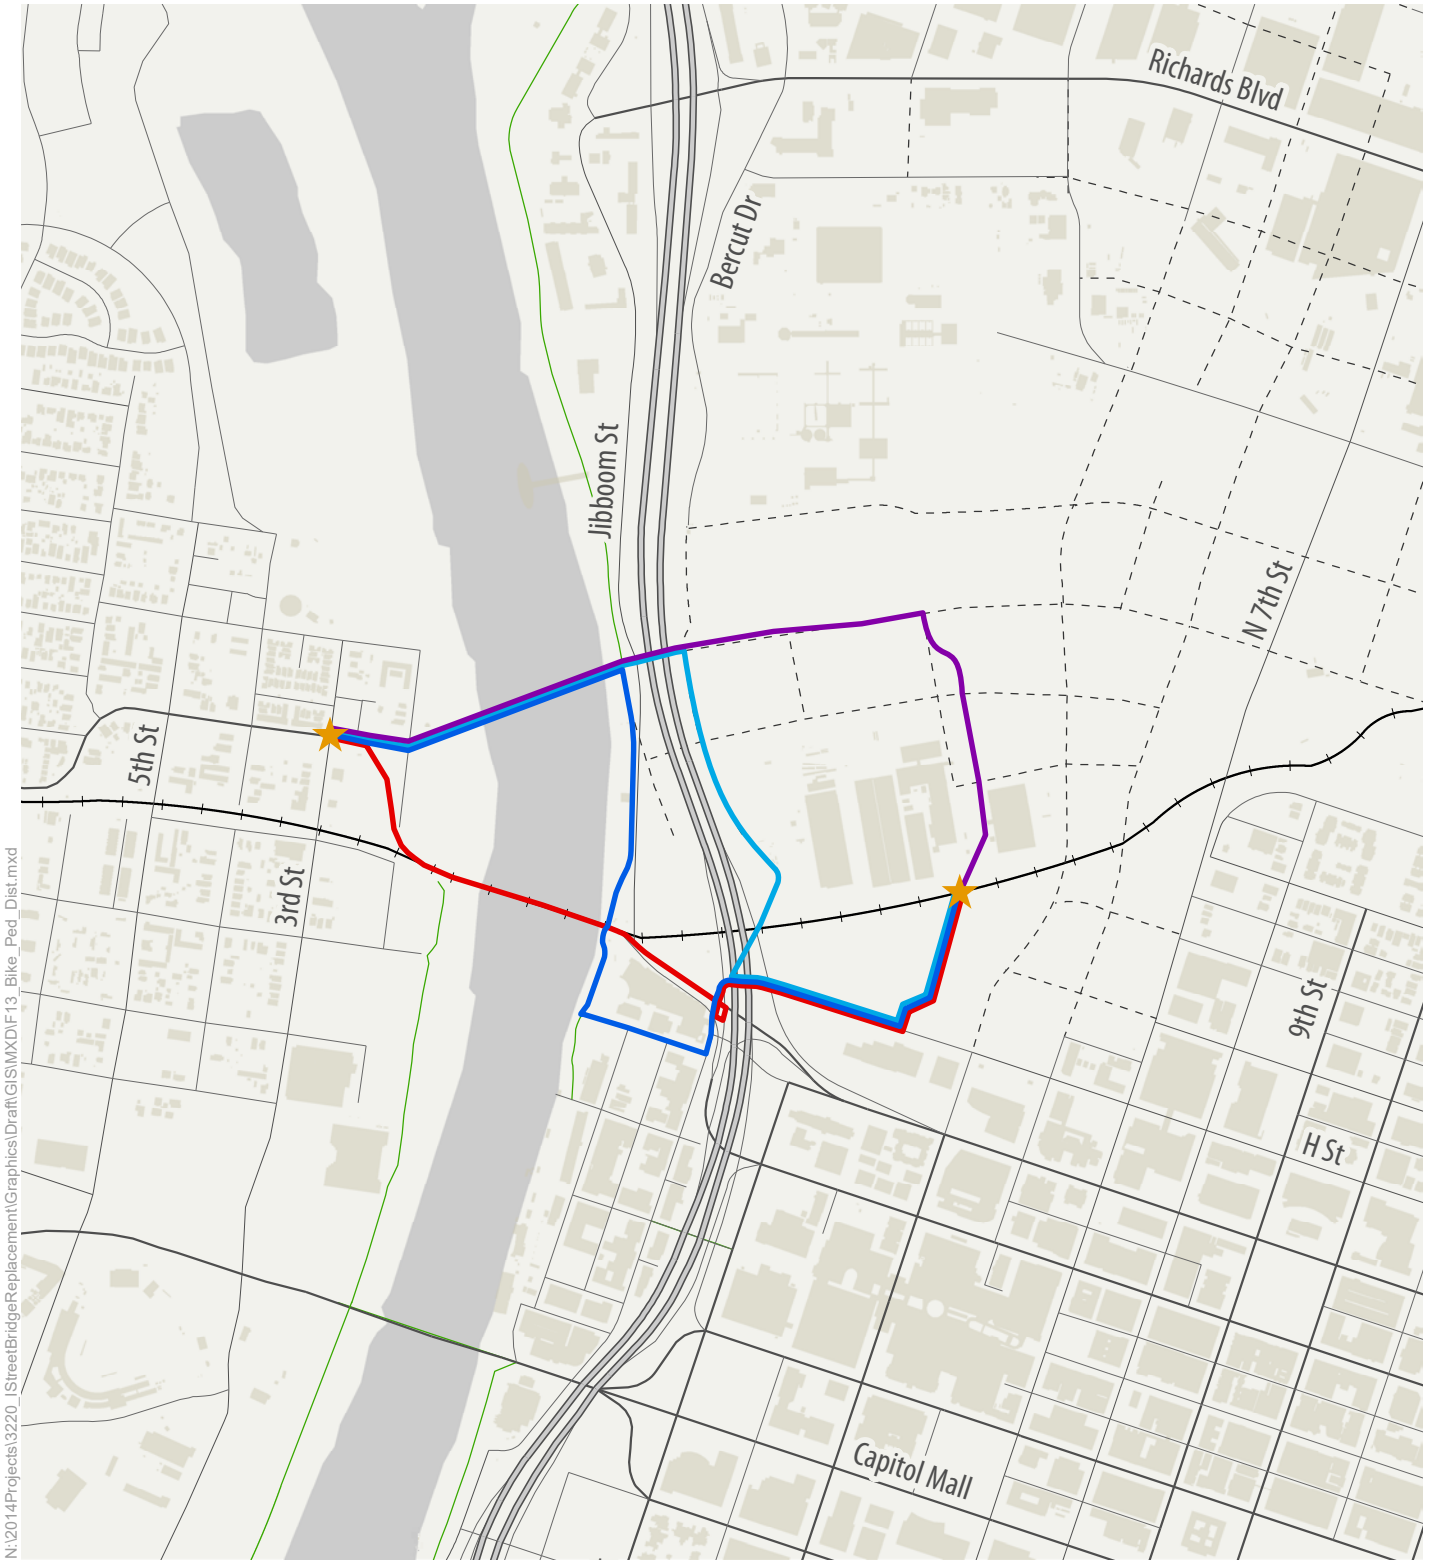 Richards Blvd
Bercut Dr
Jibboom St
N 7th St
5th St
3rd St
9th St
H St
Capitol Mall
N:\2014Projects\3220_IStreetBridgeReplacement\Graphics\Draft\GIS\MXD\F13_Bike_Ped_Dist.mxd